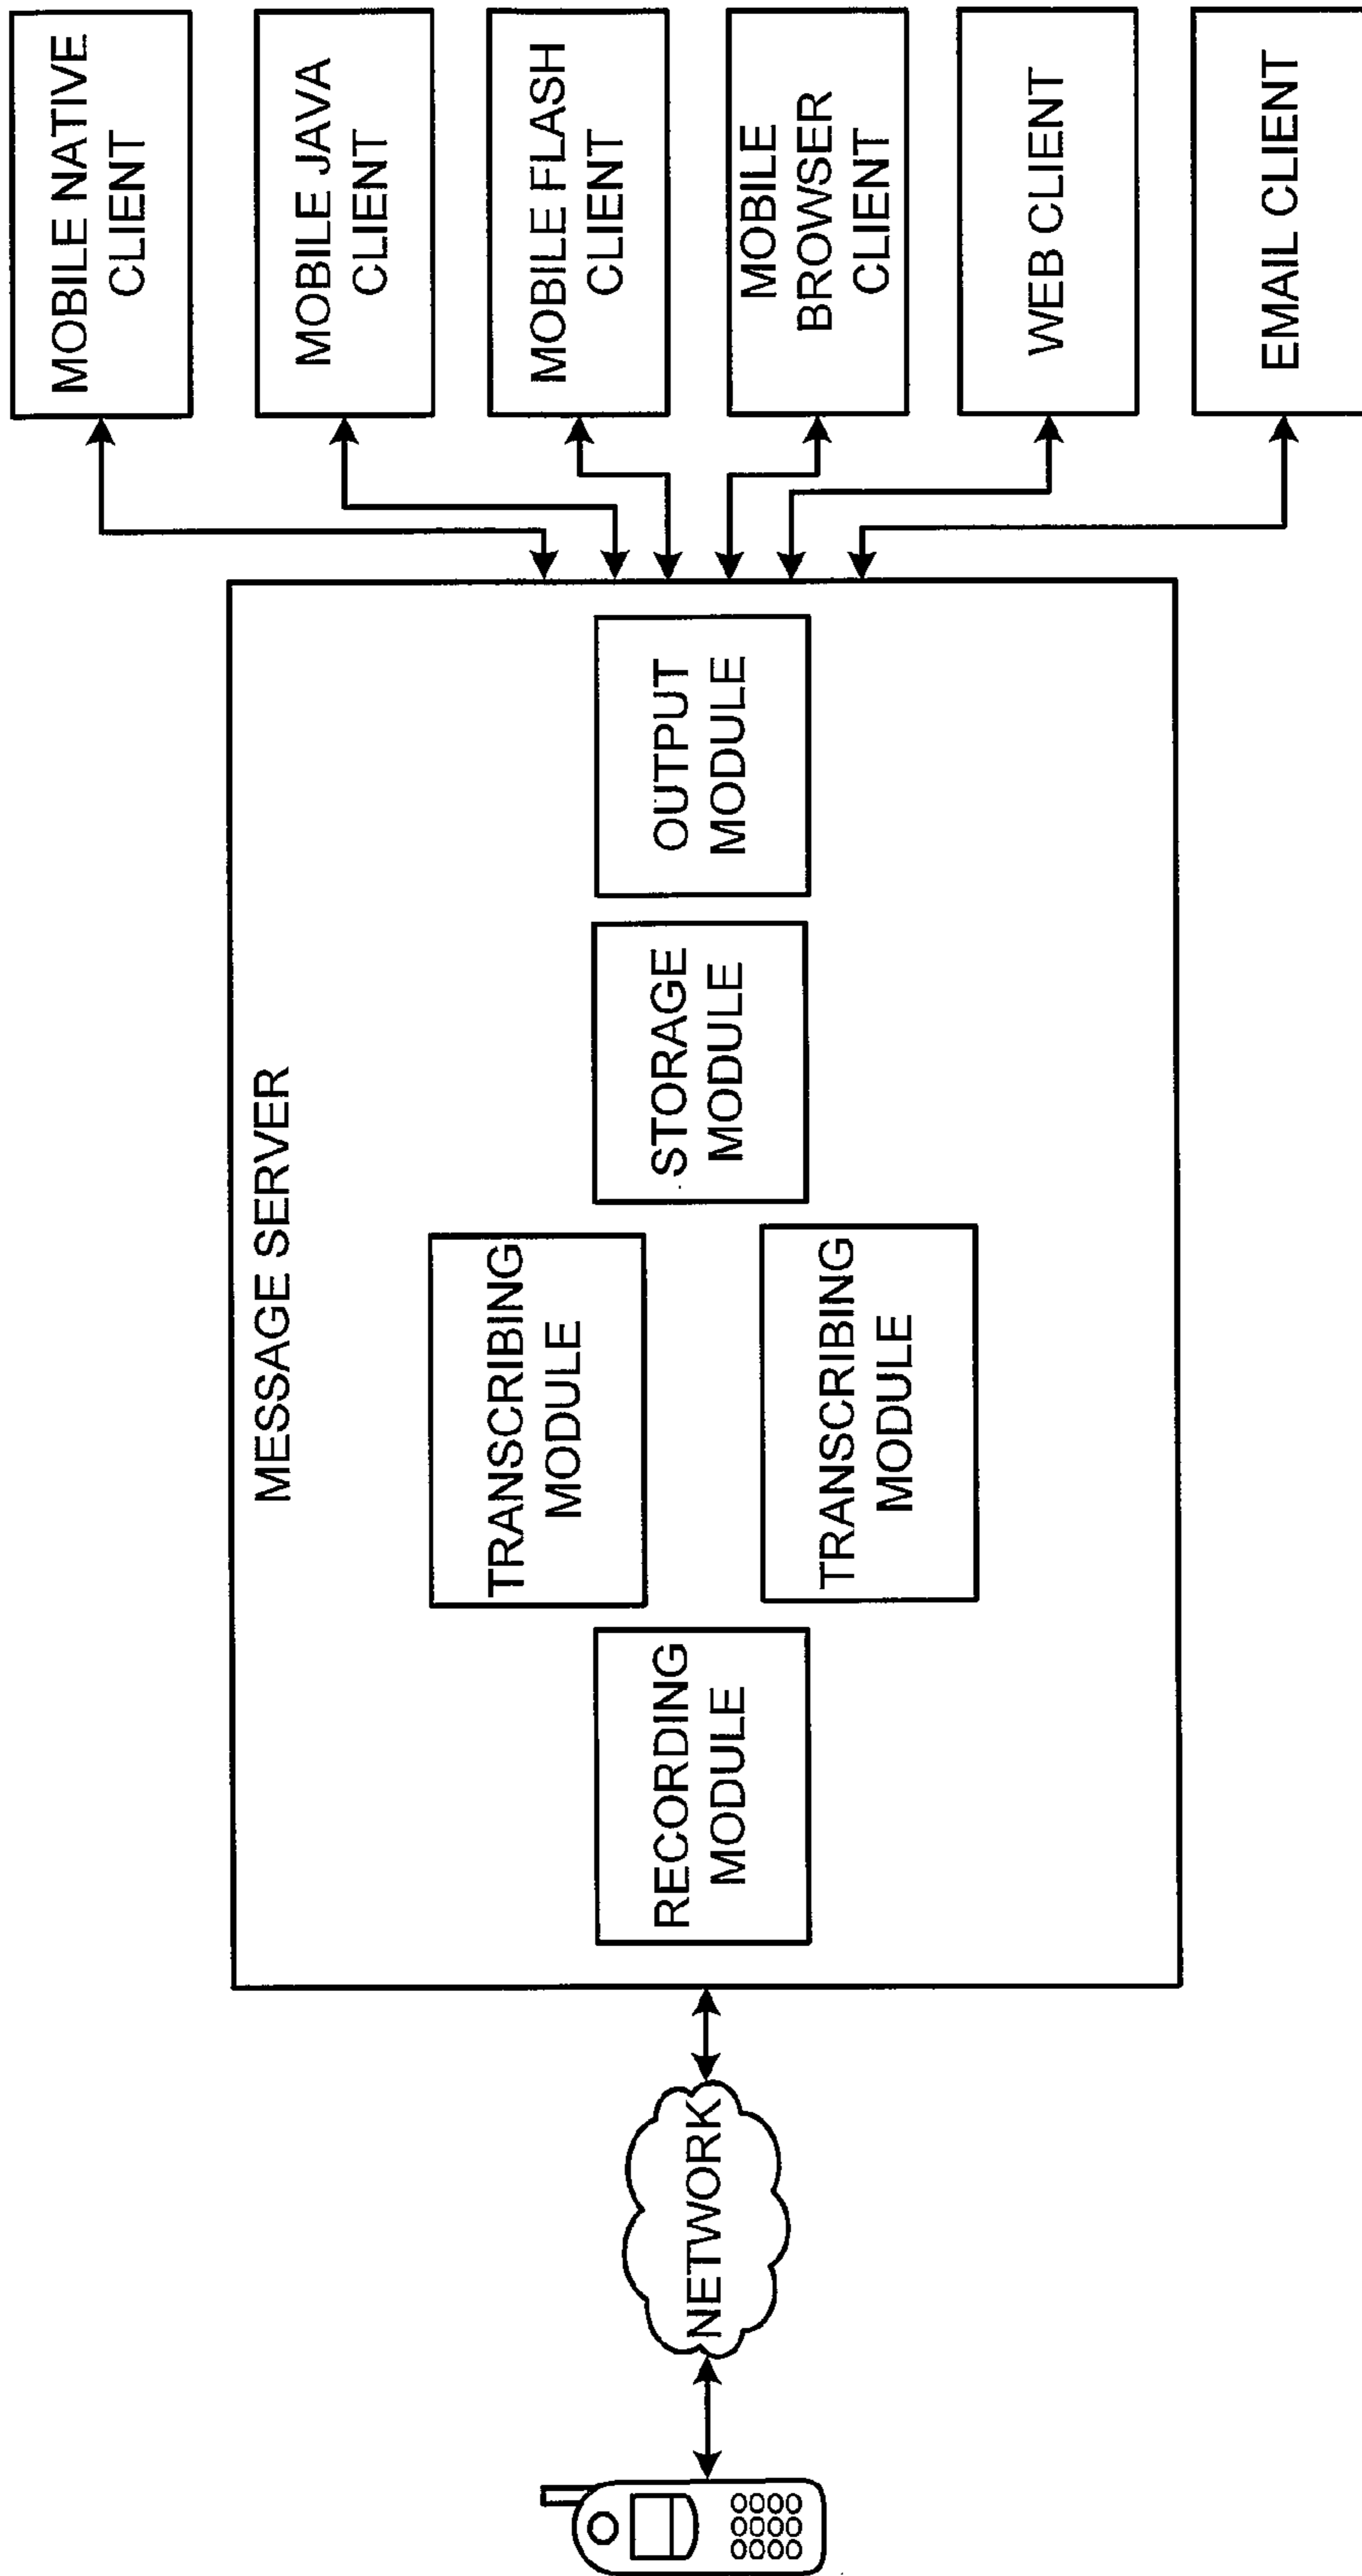 MESSAGE SERVER
NETWORK
RECORDING
MODULE
TRANSCRIBING
MODULE
TRANSCRIBING
MODULE
STORAGE
MODULE
OUTPUT
MODULE
MOBILE NATIVE
CLIENT
MOBILE JAVA
CLIENT
MOBILE FLASH
CLIENT
MOBILE
BROWSER
CLIENT
WEB CLIENT
EMAIL CLIENT